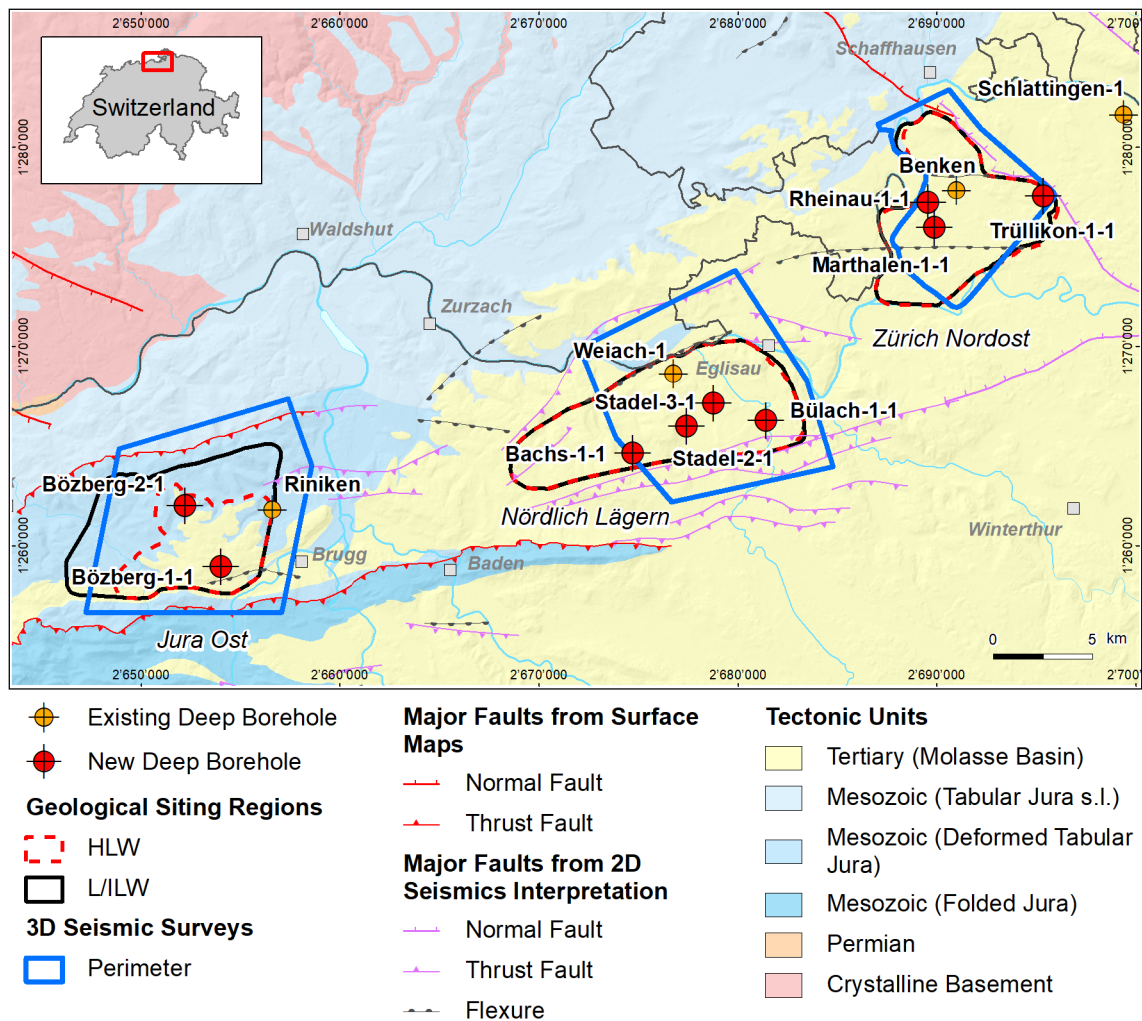 2'650'000 2'660'000 2'670'000 2'680'000 2'690'000 2'700'000
Switzerland
Schaffhausen
Schlattingen-1
1'280'000 1'280'000
Benken
Rheinau-1-1
Trüllikon-1-1
Waldshut
Marthalen-1-1
Zurzach
Zürich Nordost
1'270'000 1'270'000
Weiach-1
Eglisau
Stadel-3-1
Bülach-1-1
Bachs-1-1
Stadel-2-1
Bözberg-2-1
Riniken
Nördlich Lägern
Winterthur
1'260'000 1'260'000
Brugg
Baden
Bözberg-1-1
Jura Ost
0 5
km
2'650'000 2'660'000 2'670'000 2'680'000 2'690'000 2'700
Existing Deep Borehole
New Deep Borehole
Geological Siting Regions
HLW
L/ILW
3D Seismic Surveys
Perimeter
Major Faults from Surface
Maps
Normal Fault
Thrust Fault
Major Faults from 2D
Seismics Interpretation
Normal Fault
Thrust Fault
Flexure
Tectonic Units
Tertiary (Molasse Basin)
Mesozoic (Tabular Jura s.l.)
Mesozoic (Deformed Tabular
Jura)
Mesozoic (Folded Jura)
Permian
Crystalline Basement